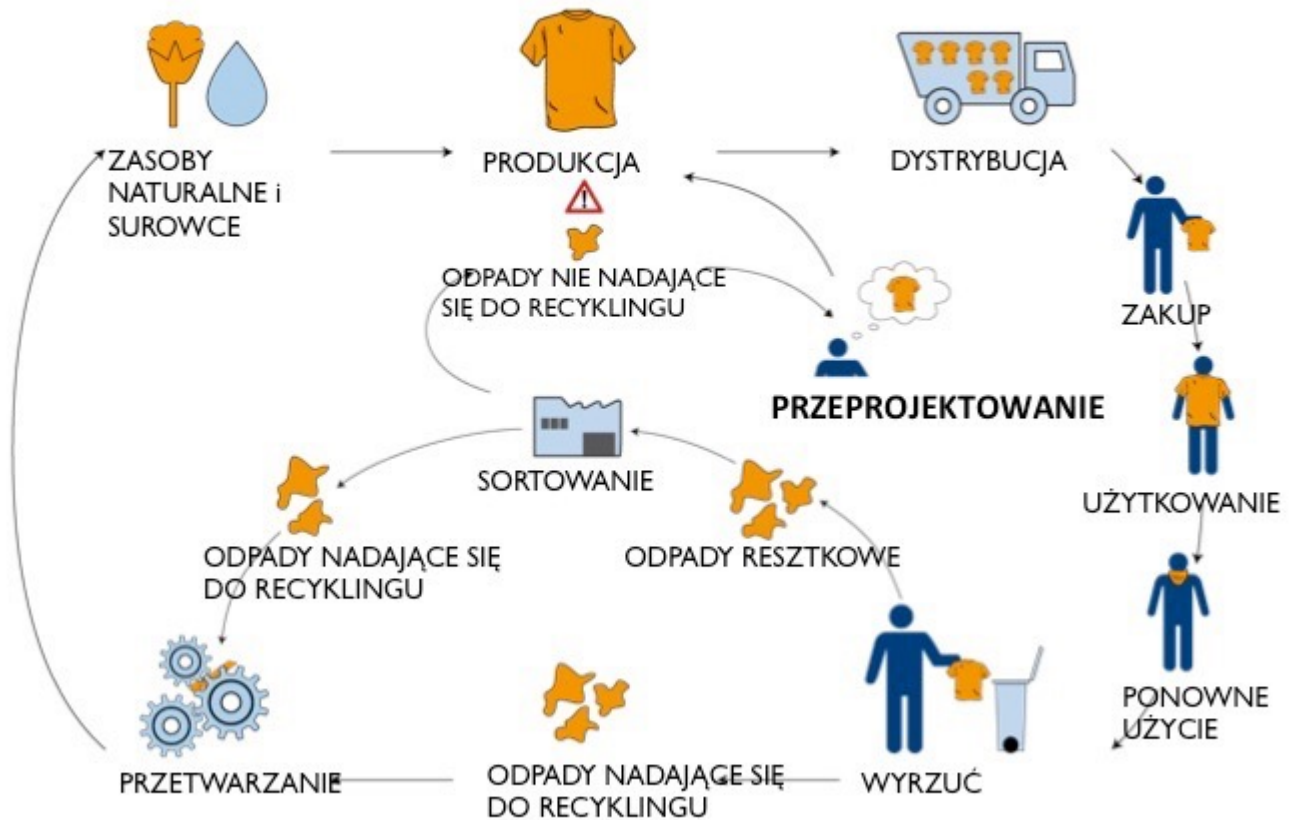 ZASOBY
NATURALNE i
SUROWCE
PRODUKCJA
DYSTRYBUCJA
ODPADY NIE NADAJĄCE
SIĘ DO RECYKLINGU
ZAKUP
PRZEPROJEKTOWANIE
SORTOWANIE
UŻYTKOWANIE
ODPADY NADAJĄCE SIĘ
DO RECYKLINGU
ODPADY RESZTKOWE
PONOWNE
UŻYCIE
PRZETWARZANIE
ODPADY NADAJĄCE SIĘ
DO RECYKLINGU
WYRZUĆ